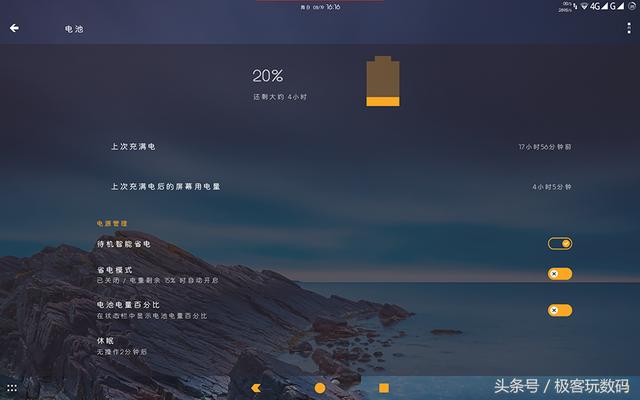 周日 08/19 16:16
4G G
电池
20%
还剩大约 4小时
上次充满电 17小时56分钟前
上次充满电后的屏幕用电量 4小时5分钟
电源管理
待机智能省电
省电模式
已关闭 / 电量剩余 15% 时自动开启
电池电量百分比
在状态栏中显示电池电量百分比
休眠
无操作2分钟后
头条号 / 极客玩数码